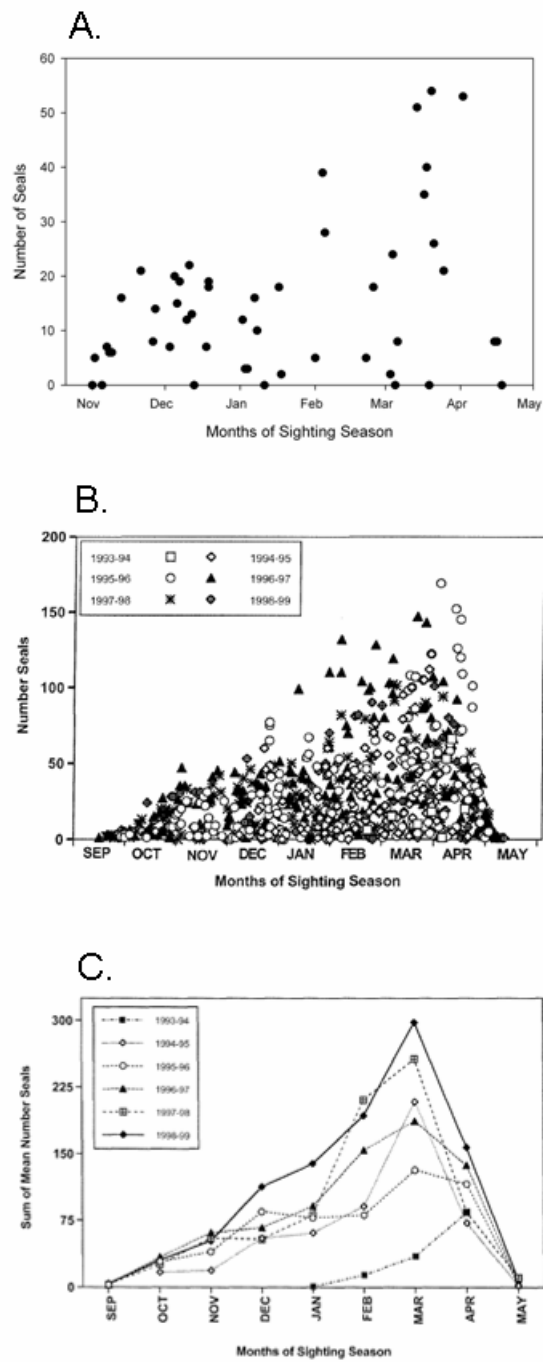 A.
60
50
40
30
20
10
0
Number of Seals
Nov Dec Jan Feb Mar Apr May
Months of Sighting Season
B.
200
150
100
50
0
Number Seals
1993-94 1994-95
1995-96 1996-97
1997-98 1998-99
SEP OCT NOV DEC JAN FEB MAR APR MAY
Months of Sighting Season
C.
300
225
150
75
0
Sum of Mean Number Seals
1993-94
1994-95
1995-96
1996-97
1997-98
1998-99
SEP OCT NOV DEC JAN FEB MAR APR MAY
Months of Sighting Season